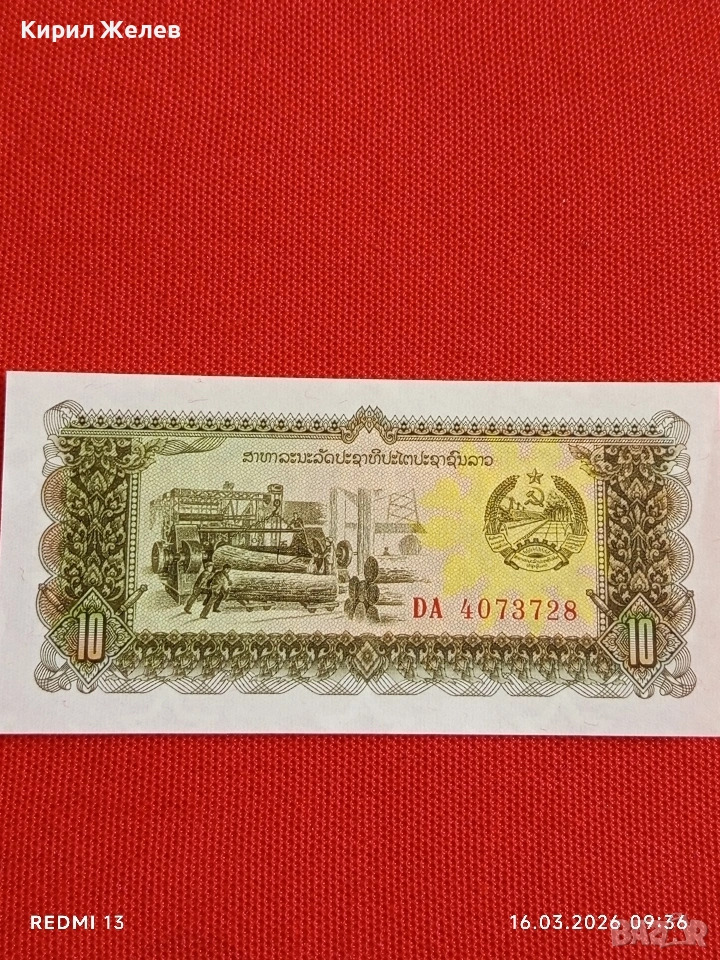 Кирил Желев
ສາທາລະນະລັດປະຊາທິປະໄຕປະຊາຊົນລາວ
DA 4073728
10
10
REDMI 13
16.03.2026 09:36
BAZAR